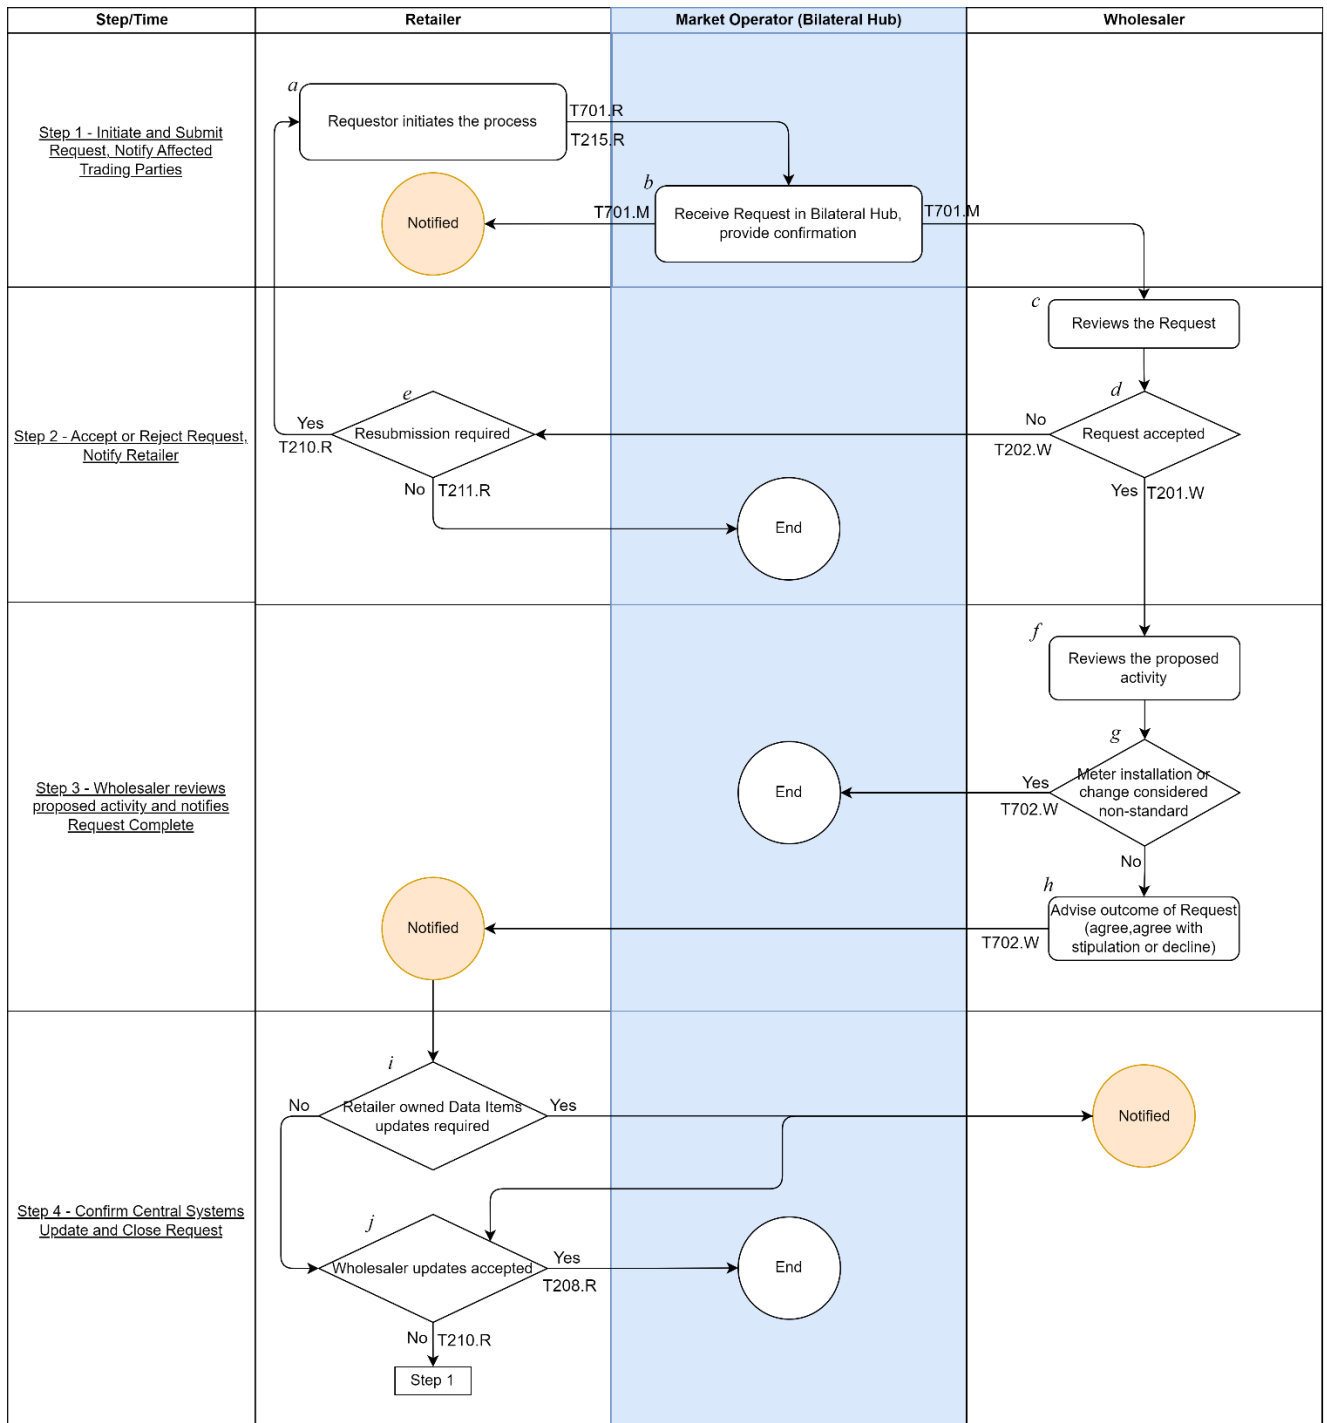 Step/Time
Retailer
Market Operator (Bilateral Hub)
Wholesaler
Step 1 - Initiate and Submit
Request, Notify Affected
Trading Parties
a
Requestor initiates the process
T701.R
T215.R
b
Receive Request in Bilateral Hub,
provide confirmation
T701.M
T701.M
Notified
Step 2 - Accept or Reject Request,
Notify Retailer
c
Reviews the Request
d
Request accepted
No
T202.W
Yes
T201.W
e
Resubmission required
Yes
T210.R
No
T211.R
End
Step 3 - Wholesaler reviews
proposed activity and notifies
Request Complete
f
Reviews the proposed
activity
g
Meter installation or
change considered
non-standard
Yes
T702.W
End
No
h
Advise outcome of Request
(agree,agree with
stipulation or decline)
T702.W
Notified
Step 4 - Confirm Central Systems
Update and Close Request
i
Retailer owned Data Items
updates required
No
Yes
Notified
j
Wholesaler updates accepted
Yes
T208.R
End
No
T210.R
Step 1